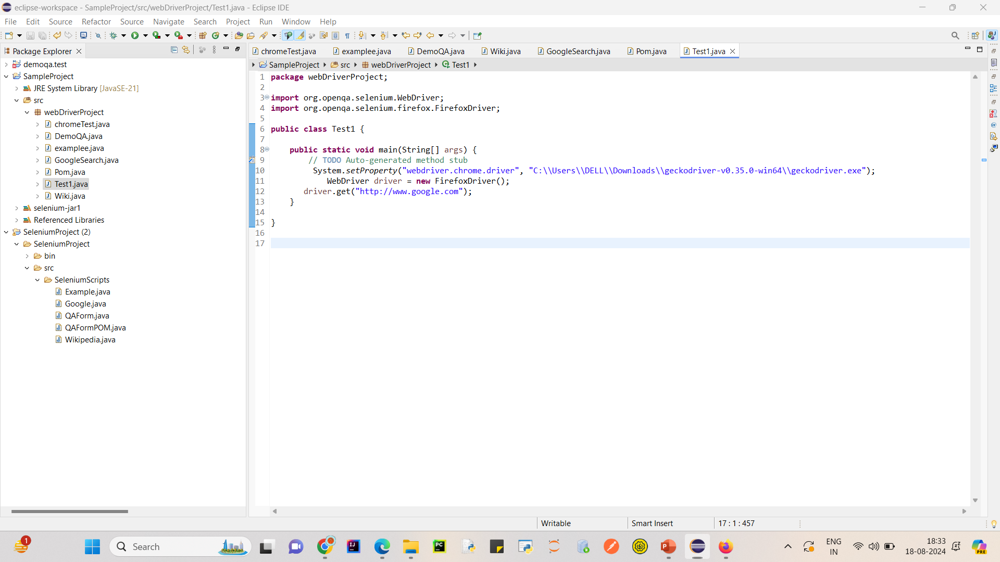 eclipse-workspace - SampleProject/src/webDriverProject/Test1.java - Eclipse IDE
File Edit Source Refactor Source Navigate Search Project Run Window Help
Package Explorer
demoqa.test
SampleProject
JRE System Library [JavaSE-21]
src
webDriverProject
chromeTest.java
DemoQA.java
examplee.java
GoogleSearch.java
Pom.java
Test1.java
Wiki.java
selenium-jar1
Referenced Libraries
SeleniumProject (2)
SeleniumProject
bin
src
SeleniumScripts
Example.java
Google.java
QAForm.java
QAFormPOM.java
Wikipedia.java
chromeTest.java examplee.java DemoQA.java Wiki.java GoogleSearch.java Pom.java Test1.java
SampleProject src webDriverProject Test1
1 package webDriverProject;
2
3 import org.openqa.selenium.WebDriver;
4 import org.openqa.selenium.firefox.FirefoxDriver;
5
6 public class Test1 {
7
8 public static void main(String[] args) {
9 // TODO Auto-generated method stub
10 System.setProperty("webdriver.chrome.driver", "C:\\Users\\DELL\\Downloads\\geckodriver-v0.35.0-win64\\geckodriver.exe");
11 WebDriver driver = new FirefoxDriver();
12 driver.get("http://www.google.com");
13 }
14
15 }
16
17
Writable Smart Insert 17 : 1 : 457
1
Search
ENG
IN
18:33
18-08-2024